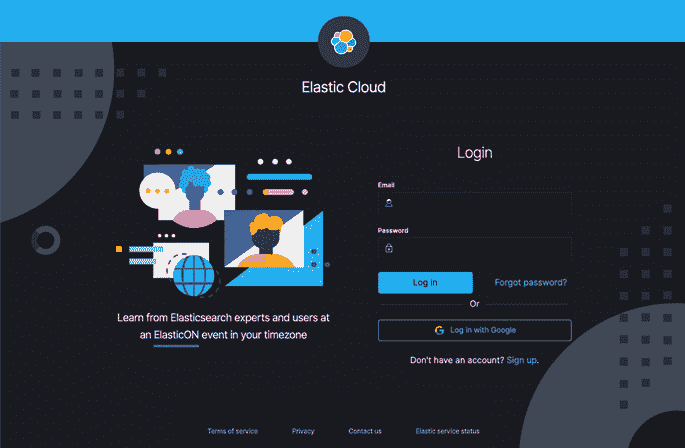 Elastic Cloud
Login
Email
Password
Log in
Forgot password?
Or
Log in with Google
Don't have an account? Sign up.
Learn from Elasticsearch experts and users at
an ElasticON event in your timezone
Terms of service
Privacy
Contact us
Elastic service status